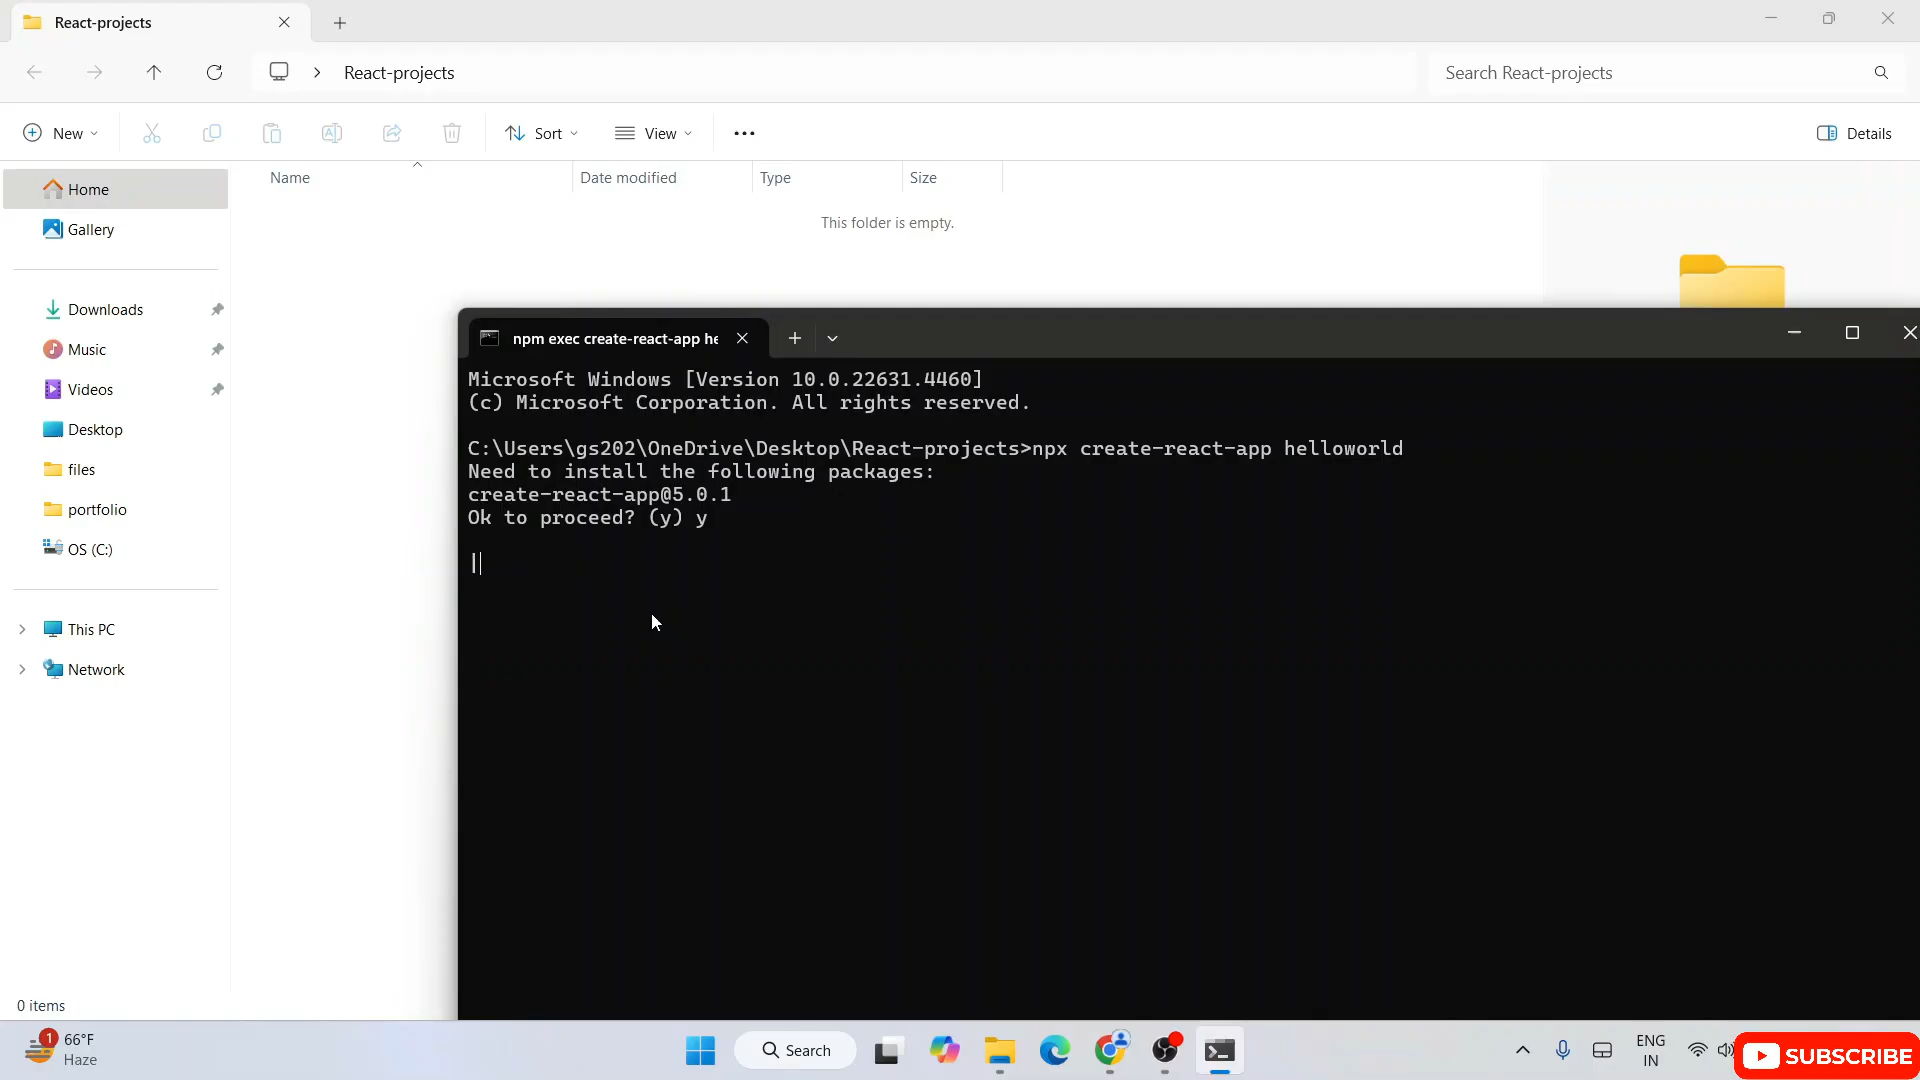 React-projects
React-projects
Search React-projects
New
Sort
View
Details
Home
Gallery
Downloads
Music
Videos
Desktop
files
portfolio
OS (C:)
This PC
Network
Name
Date modified
Type
Size
This folder is empty.
npm exec create-react-app he
Microsoft Windows [Version 10.0.22631.4460]
(c) Microsoft Corporation. All rights reserved.
C:\Users\gs202\OneDrive\Desktop\React-projects>npx create-react-app helloworld
Need to install the following packages:
create-react-app@5.0.1
Ok to proceed? (y) y
0 items
1
66°F
Haze
Search
ENG
IN
SUBSCRIBE